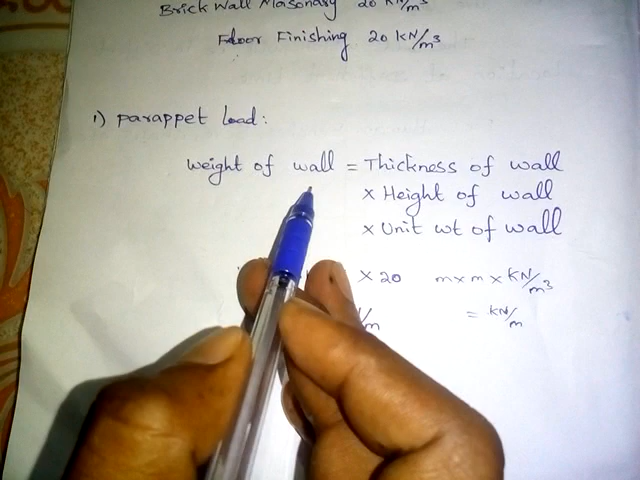 Brick Wall Masonary 20 kN/m³
Floor Finishing 20 kN/m³
1) Parappet Load:
Weight of wall = Thickness of wall
x Height of wall
x Unit wt of wall
x 20 m x m x kN/m³
/m = kN/m